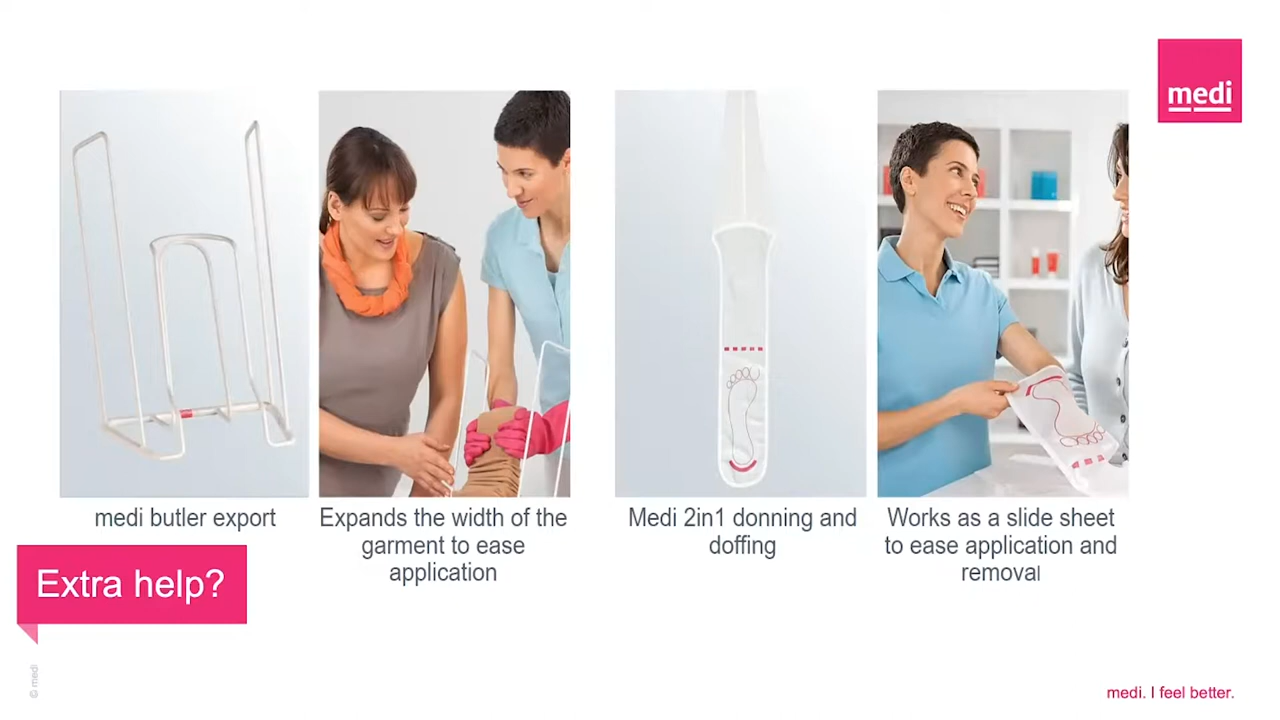 medi
medi butler export
Expands the width of the
garment to ease
application
Medi 2in1 donning and
doffing
Works as a slide sheet
to ease application and
removal
Extra help?
© medi
medi. I feel better.